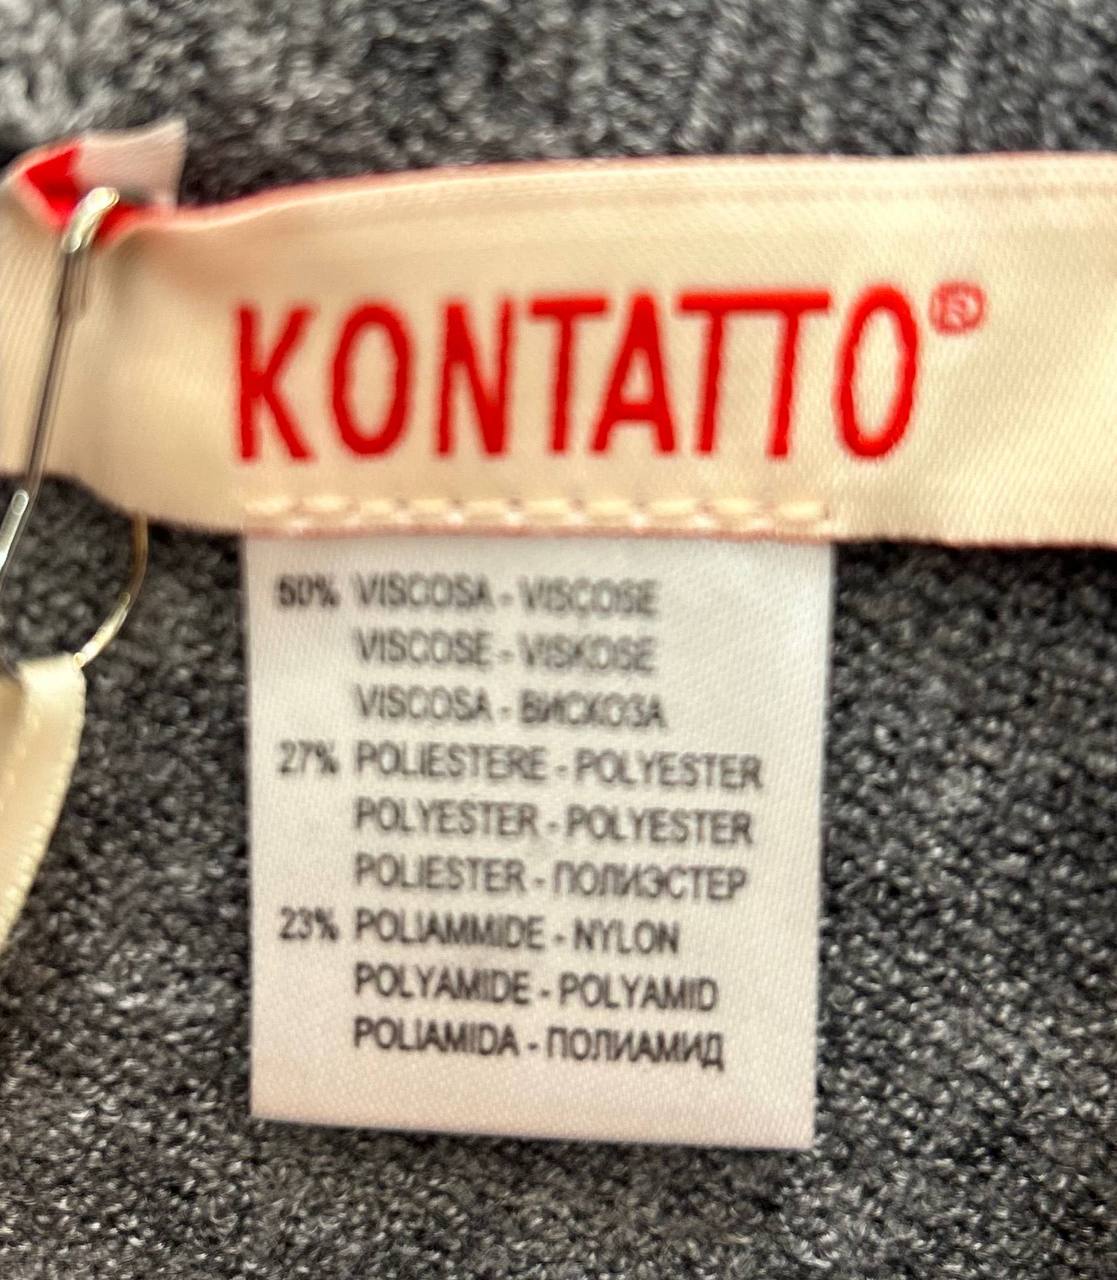 KONTATTO®
50% VISCOSA - VISCOSE
VISCOSE - VISKOSE
VISCOSA - ВИСКОЗА
27% POLIESTERE - POLYESTER
POLYESTER - POLYESTER
POLIESTER - ПОЛИЭСТЕР
23% POLIAMMIDE - NYLON
POLYAMIDE - POLYAMID
POLIAMIDA - ПОЛИАМИД